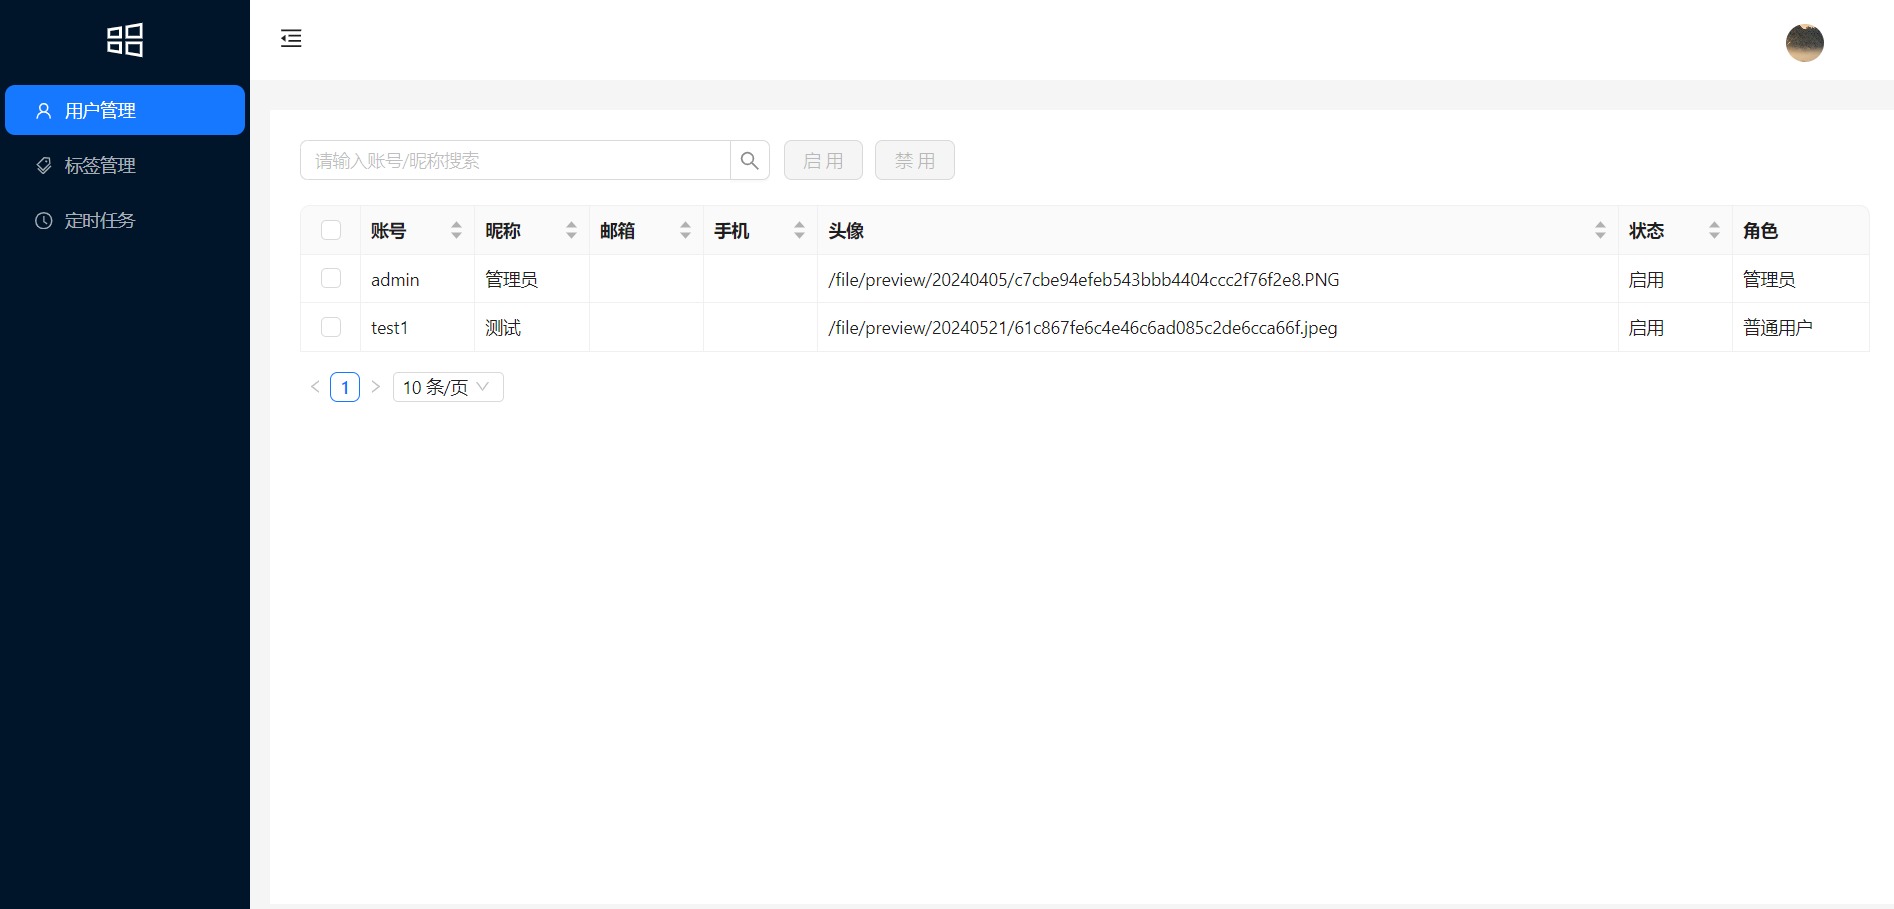 用户管理
标签管理
定时任务
请输入账号/昵称搜索
启 用
禁 用
账号 昵称 邮箱 手机 头像 状态 角色
admin 管理员 /file/preview/20240405/c7cbe94efeb543bbb4404ccc2f76f2e8.PNG 启用 管理员
test1 测试 /file/preview/20240521/61c867fe6c4e46c6ad085c2de6cca66f.jpeg 启用 普通用户
1 10 条/页